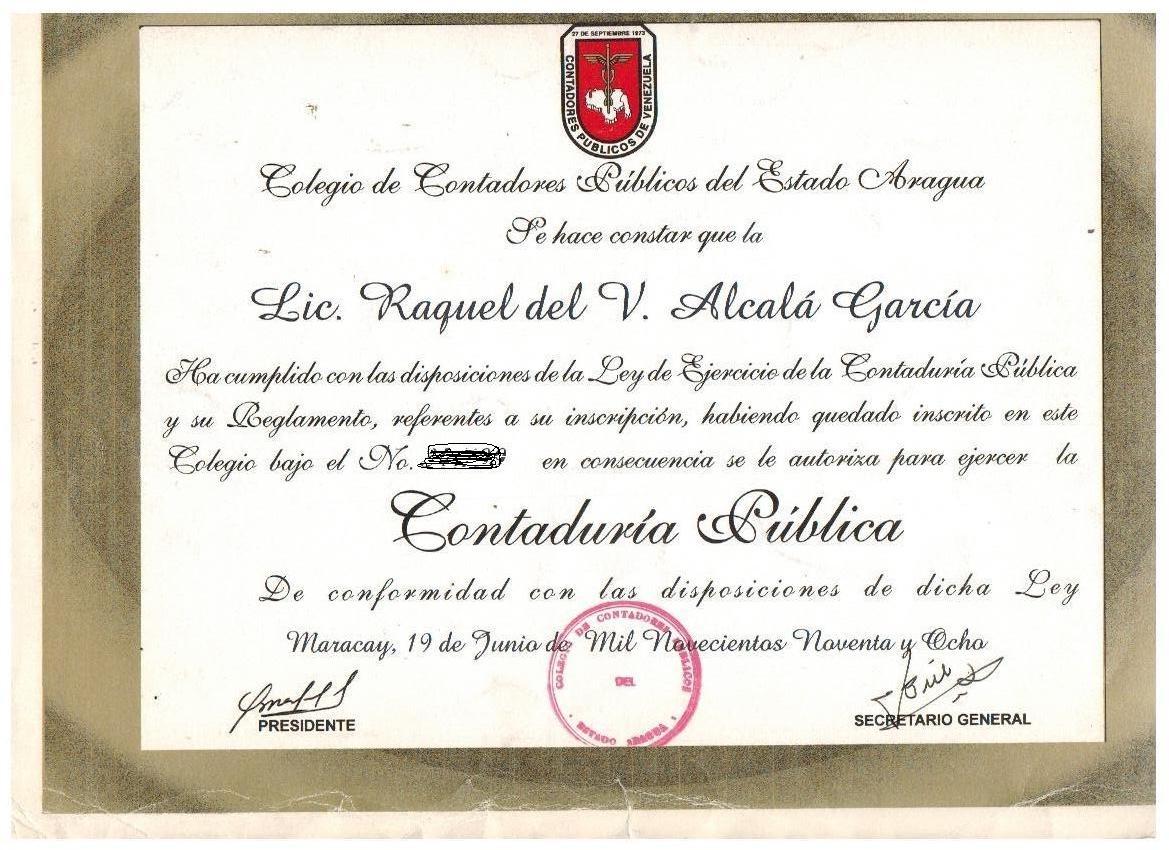 27 DE SEPTIEMBRE 1973
CONTADORES PUBLICOS DE VENEZUELA
Colegio de Contadores Públicos del Estado Aragua
Se hace constar que la
Lic. Raquel del V. Alcalá García
Ha cumplido con las disposiciones de la Ley de Ejercicio de la Contaduría Pública
y su Reglamento, referentes a su inscripción, habiendo quedado inscrito en este
Colegio bajo el No. en consecuencia se le autoriza para ejercer la
Contaduría Pública
De conformidad con las disposiciones de dicha Ley
Maracay, 19 de Junio de Mil Novecientos Noventa y Ocho
COLEGIO DE CONTADORES PUBLICOS
DEL
ESTADO ARAGUA
PRESIDENTE
SECRETARIO GENERAL